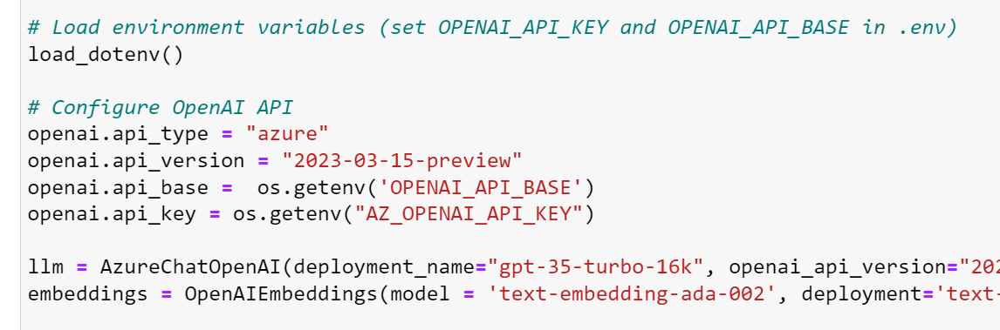 # Load environment variables (set OPENAI_API_KEY and OPENAI_API_BASE in .env)
load_dotenv()
# Configure OpenAI API
openai.api_type = "azure"
openai.api_version = "2023-03-15-preview"
openai.api_base =  os.getenv('OPENAI_API_BASE')
openai.api_key = os.getenv("AZ_OPENAI_API_KEY")
llm = AzureChatOpenAI(deployment_name="gpt-35-turbo-16k", openai_api_version="202
embeddings = OpenAIEmbeddings(model = 'text-embedding-ada-002', deployment='text-